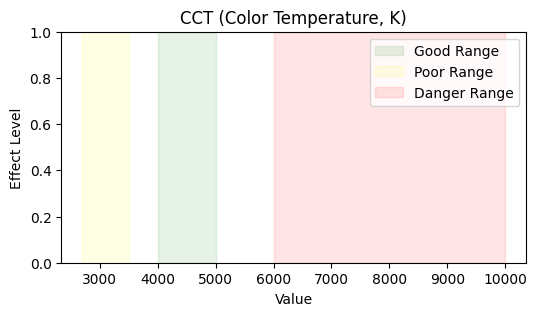 CCT (Color Temperature, K)
Effect Level
1.0
0.8
0.6
0.4
0.2
0.0
Good Range
Poor Range
Danger Range
3000 4000 5000 6000 7000 8000 9000 10000
Value